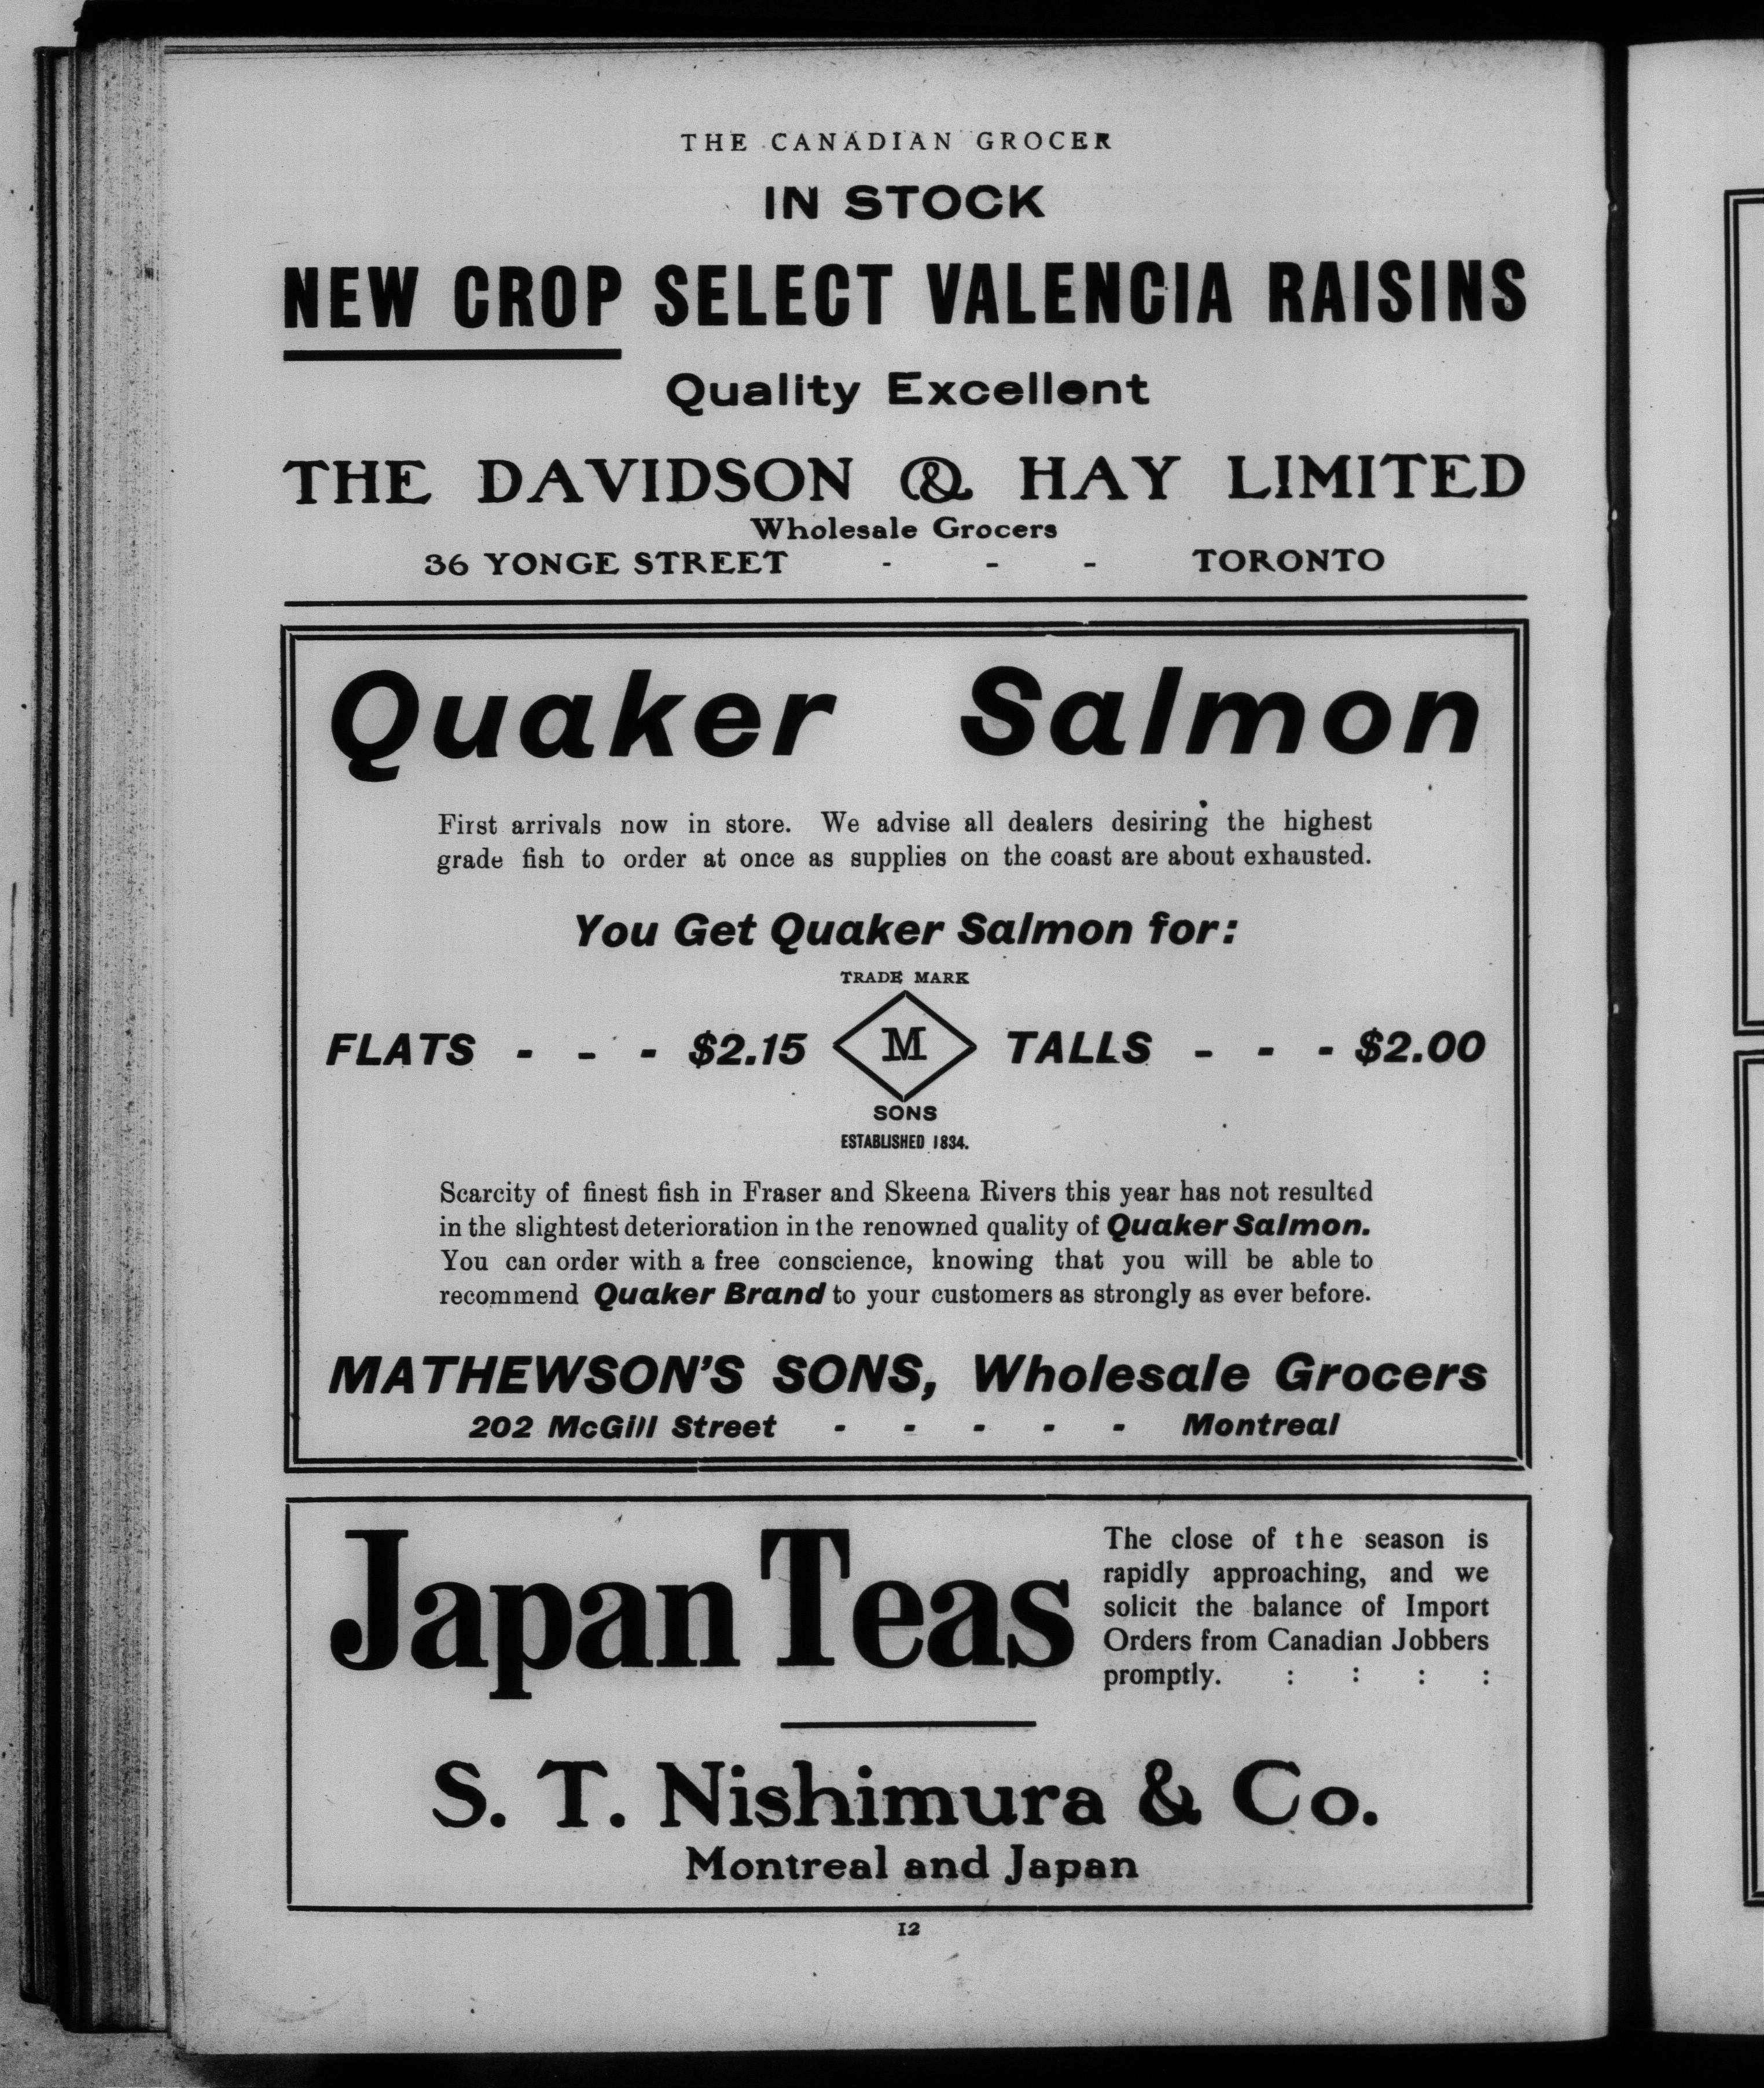 THE CANADIAN GROCER
IN STOCK
NEW CROP SELECT VALENCIA RAISINS
Quality Excellent
THE DAVIDSON & HAY LIMITED
Wholesale Grocers
36 YONGE STREET - - - TORONTO
Quaker Salmon
First arrivals now in store. We advise all dealers desiring the highest
grade fish to order at once as supplies on the coast are about exhausted.
You Get Quaker Salmon for:
TRADE MARK
FLATS - - - $2.15 M TALLS - - - $2.00
SONS
ESTABLISHED 1834.
Scarcity of finest fish in Fraser and Skeena Rivers this year has not resulted
in the slightest deterioration in the renowned quality of Quaker Salmon.
You can order with a free conscience, knowing that you will be able to
recommend Quaker Brand to your customers as strongly as ever before.
MATHEWSON'S SONS, Wholesale Grocers
202 McGill Street - - - - - Montreal
Japan Teas
The close of the season is
rapidly approaching, and we
solicit the balance of Import
Orders from Canadian Jobbers
promptly. : : : :
S. T. Nishimura & Co.
Montreal and Japan
12